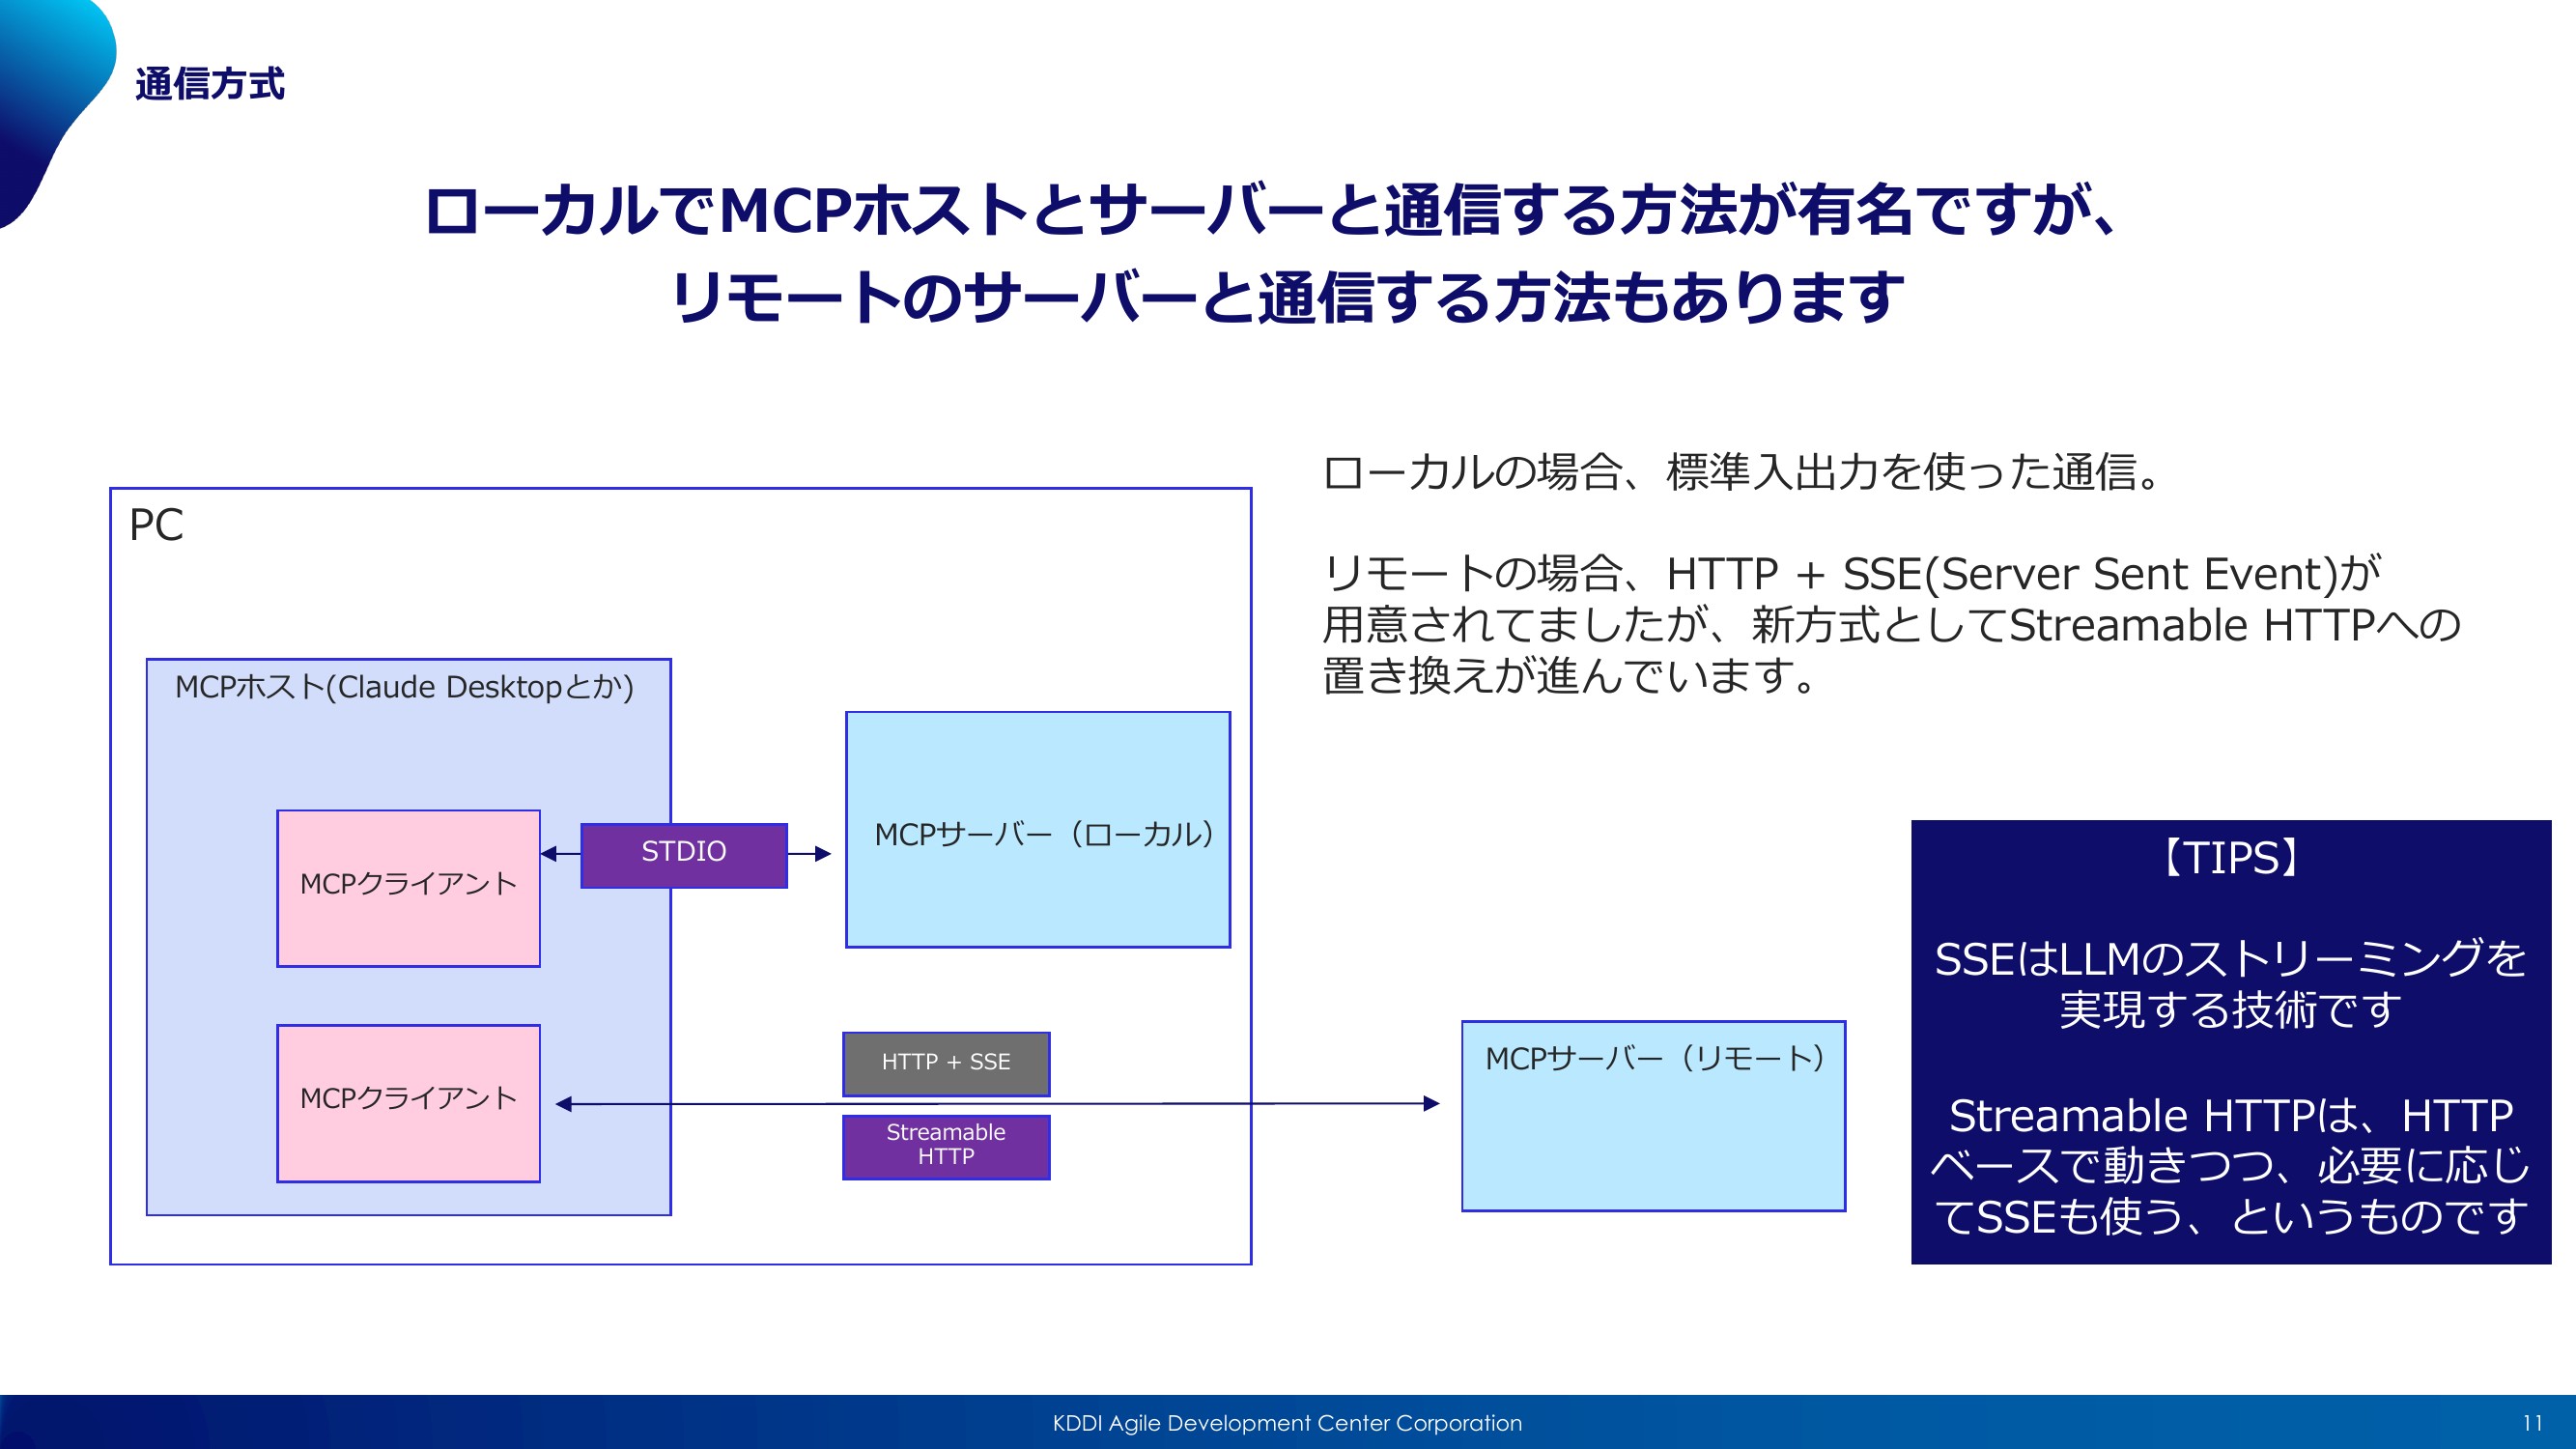 通信方式
ローカルでMCPホストとサーバーと通信する方法が有名ですが、
リモートのサーバーと通信する方法もあります
ローカルの場合、標準入出力を使った通信。
リモートの場合、HTTP + SSE(Server Sent Event)が
用意されてましたが、新方式としてStreamable HTTPへの
置き換えが進んでいます。
PC
MCPホスト(Claude Desktopとか)
MCPクライアント
STDIO
MCPサーバー（ローカル）
MCPクライアント
HTTP + SSE
Streamable
HTTP
MCPサーバー（リモート）
【TIPS】
SSEはLLMのストリーミングを
実現する技術です
Streamable HTTPは、HTTP
ベースで動きつつ、必要に応じ
てSSEも使う、というものです
KDDI Agile Development Center Corporation
11